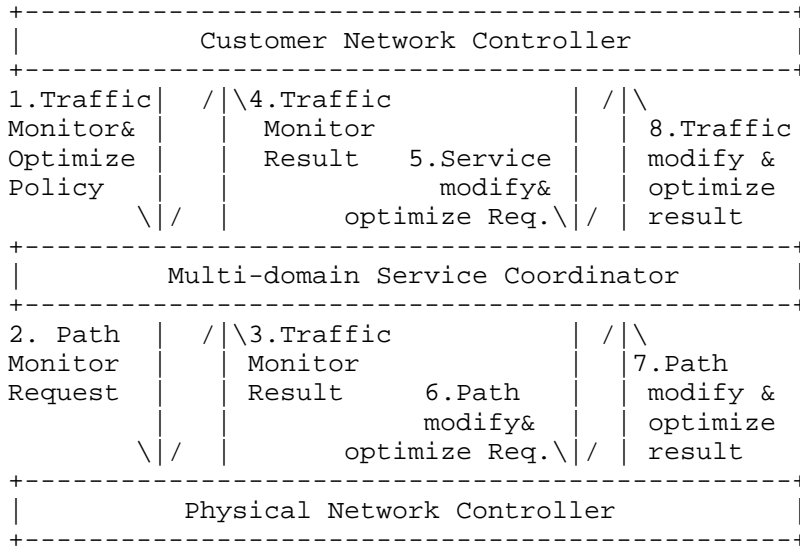 Customer Network Controller
1.Traffic 4.Traffic
Monitor& Monitor 8.Traffic
Optimize Result 5.Service modify &
Policy modify& optimize
optimize Req. result
Multi-domain Service Coordinator
2. Path 3.Traffic
Monitor Monitor 7.Path
Request Result 6.Path modify &
modify& optimize
optimize Req. result
Physical Network Controller